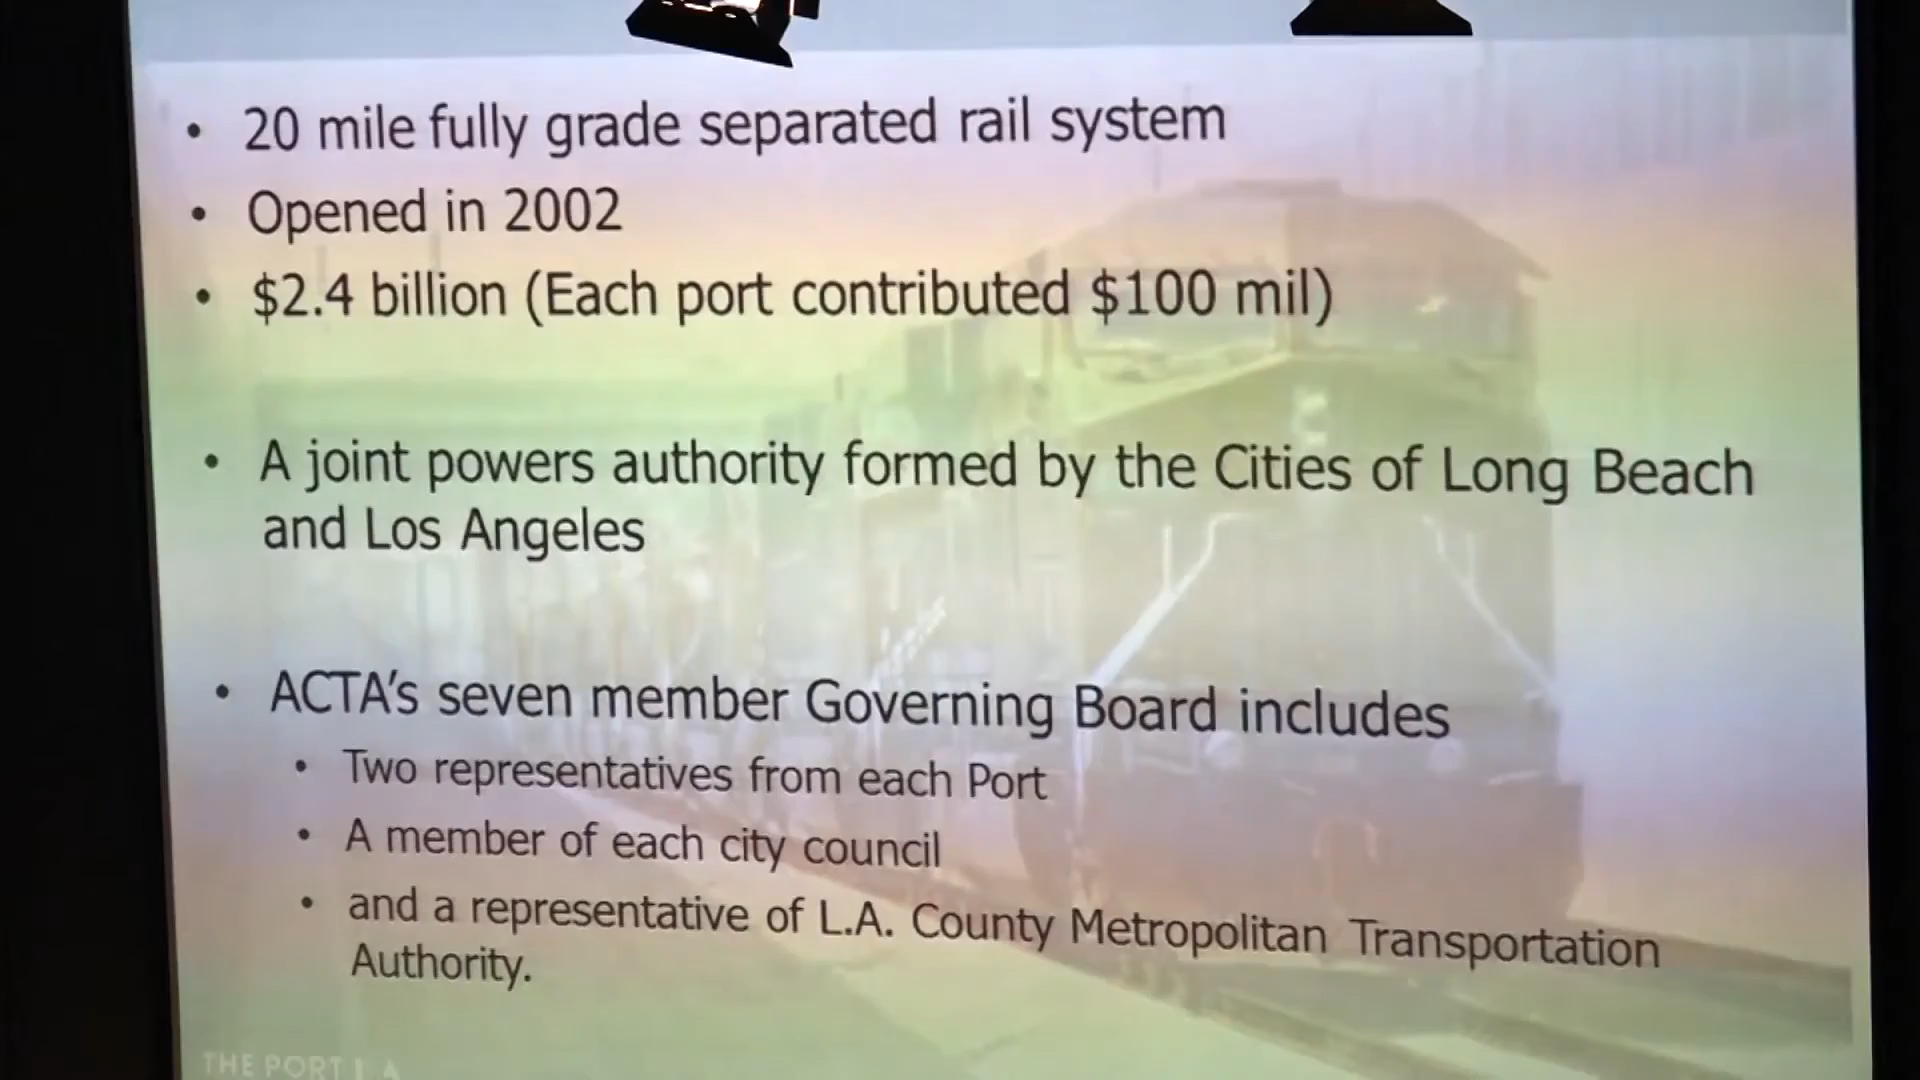 • 20 mile fully grade separated rail system
• Opened in 2002
• $2.4 billion (Each port contributed $100 mil)
• A joint powers authority formed by the Cities of Long Beach
and Los Angeles
• ACTA's seven member Governing Board includes
• Two representatives from each Port
• A member of each city council
• and a representative of L.A. County Metropolitan Transportation
Authority.
THE PORT L A